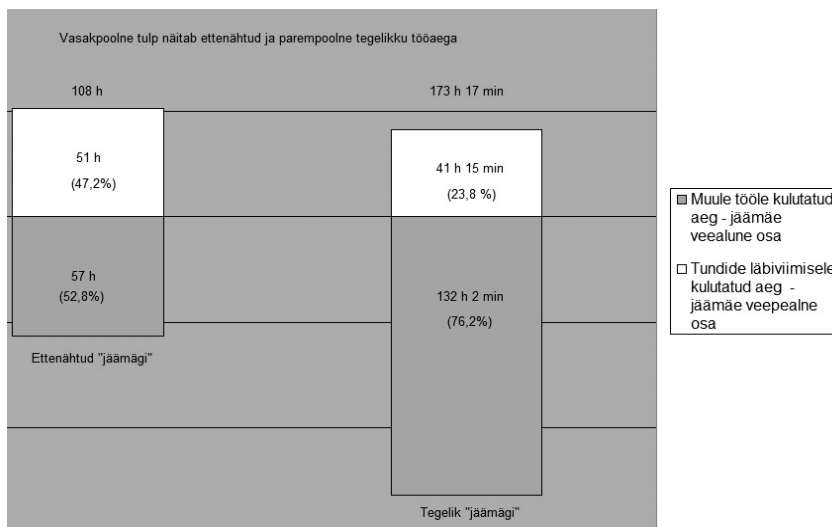 Vasakpoolne tulp näitab ettenähtud ja parempoolne tegelikku tööaega
108 h
173 h 17 min
51 h
(47,2%)
41 h 15 min
(23,8 %)
57 h
(52,8%)
132 h 2 min
(76,2%)
Ettenähtud "jäämägi"
Tegelik "jäämägi"
Muule tööle kulutatud
aeg - jäämäe
veealune osa
Tundide läbiviimisele
kulutatud aeg -
jäämäe veepealne
osa